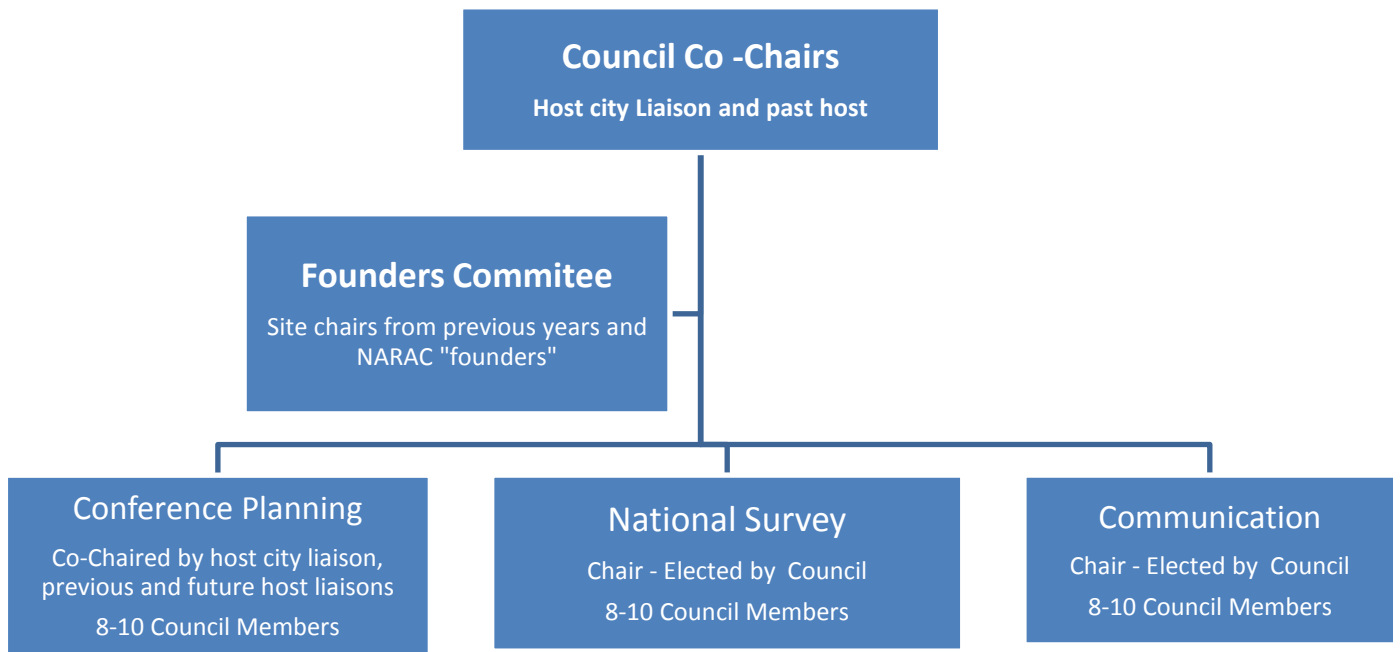 Council Co -Chairs
Host city Liaison and past host
Founders Commitee
Site chairs from previous years and
NARAC "founders"
Conference Planning
Co-Chaired by host city liaison,
previous and future host liaisons
8-10 Council Members
National Survey
Chair - Elected by  Council
8-10 Council Members
Communication
Chair - Elected by  Council
8-10 Council Members